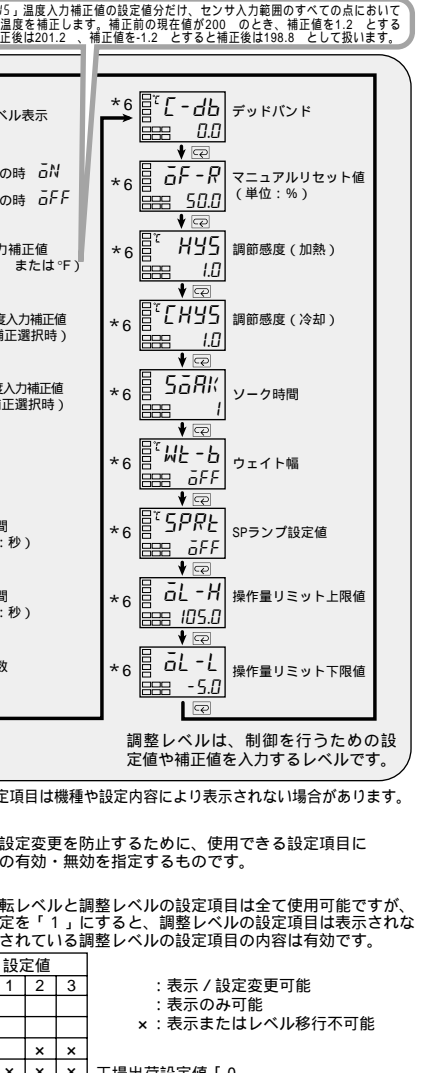 」温度入力補正値の設定値分だけ、センサ入力範囲のすべての点において
温度を補正します。補正前の現在値が200 のとき、補正値を1.2 とする
正後は201.2 、補正値を-1.2 とすると補正後は198.8 として扱います。
ベル表示
の時 oN
の時 oFF
力補正値
または°F)
度入力補正値
補正選択時)
度入力補正値
補正選択時)
間
:秒)
間
:秒)
数
*6 ℃ C-db 0.0 デッドバンド
*6 oF-R 50.0 マニュアルリセット値
(単位:%)
*6 ℃ HYS 1.0 調節感度(加熱)
*6 ℃ CHYS 1.0 調節感度(冷却)
*6 SoAK 1 ソーク時間
*6 ℃ Wt-b oFF ウェイト幅
*6 ℃ SPRt oFF SPランプ設定値
*6 oL-H 105.0 操作量リミット上限値
*6 oL-L -5.0 操作量リミット下限値
調整レベルは、制御を行うための設
定値や補正値を入力するレベルです。
定項目は機種や設定内容により表示されない場合があります。
設定変更を防止するために、使用できる設定項目に
の有効・無効を指定するものです。
転レベルと調整レベルの設定項目は全て使用可能ですが、
定を「1」にすると、調整レベルの設定項目は表示されな
されている調整レベルの設定項目の内容は有効です。
設定値
1 2 3
× ×
× × ×
:表示/設定変更可能
:表示のみ可能
×:表示またはレベル移行不可能
工場出荷設定値「0